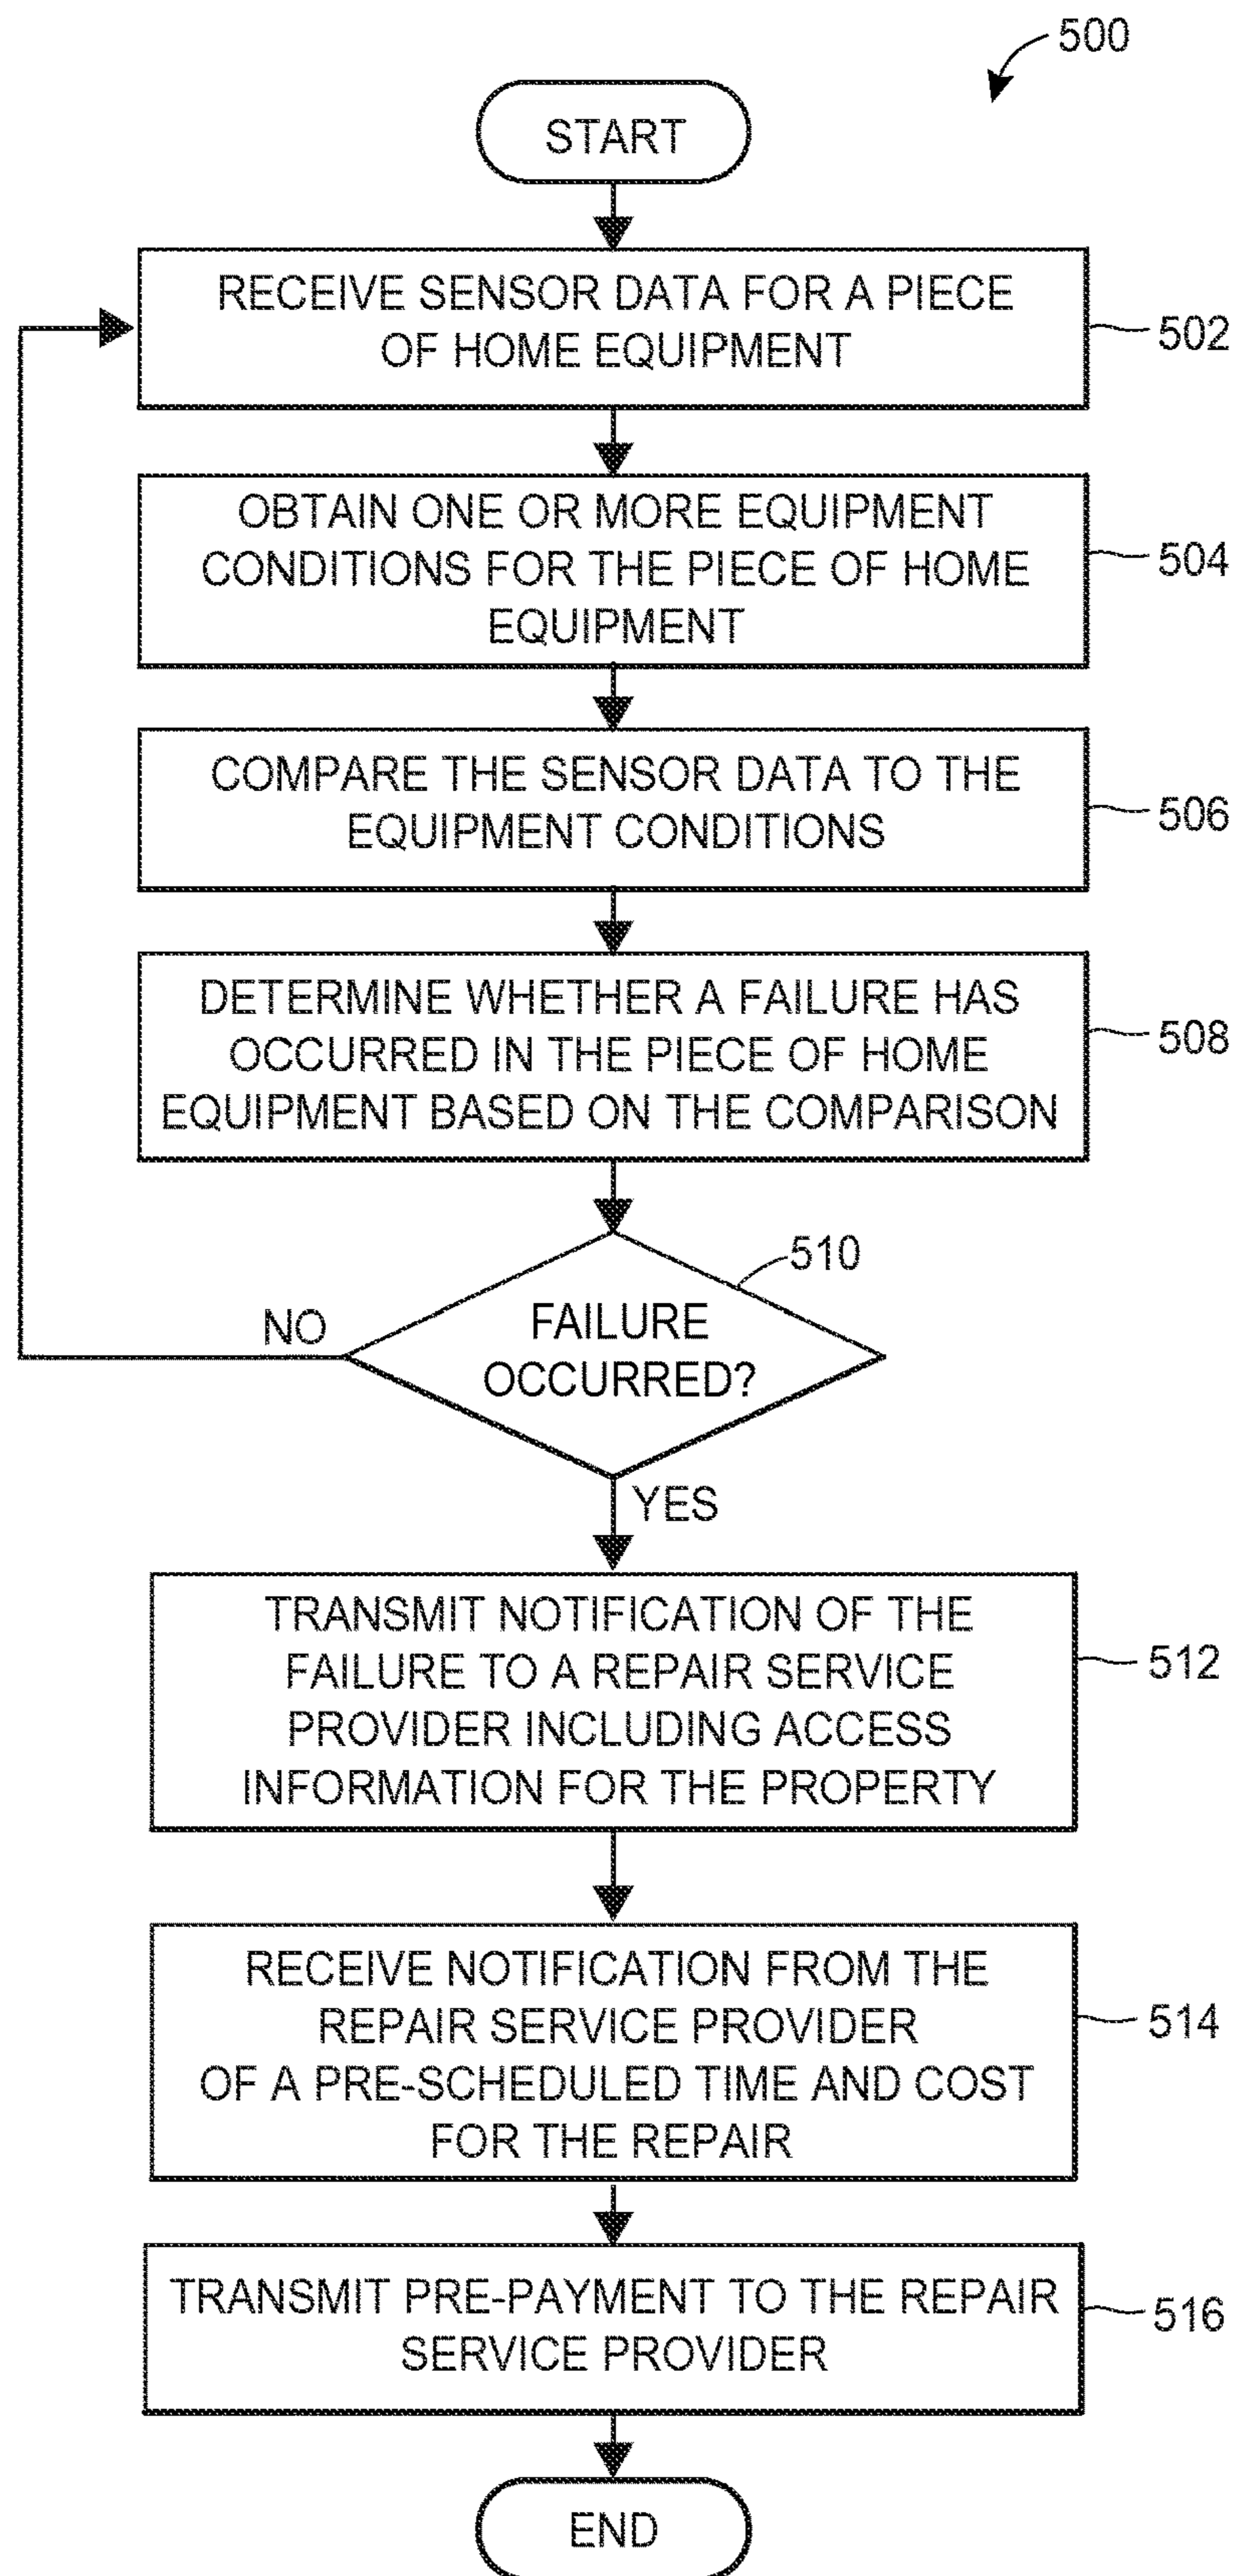 500
START
RECEIVE SENSOR DATA FOR A PIECE
OF HOME EQUIPMENT
502
OBTAIN ONE OR MORE EQUIPMENT
CONDITIONS FOR THE PIECE OF HOME
EQUIPMENT
504
COMPARE THE SENSOR DATA TO THE
EQUIPMENT CONDITIONS
506
DETERMINE WHETHER A FAILURE HAS
OCCURRED IN THE PIECE OF HOME
EQUIPMENT BASED ON THE COMPARISON
508
510
NO
FAILURE
OCCURRED?
YES
TRANSMIT NOTIFICATION OF THE
FAILURE TO A REPAIR SERVICE
PROVIDER INCLUDING ACCESS
INFORMATION FOR THE PROPERTY
512
RECEIVE NOTIFICATION FROM THE
REPAIR SERVICE PROVIDER
OF A PRE-SCHEDULED TIME AND COST
FOR THE REPAIR
514
TRANSMIT PRE-PAYMENT TO THE REPAIR
SERVICE PROVIDER
516
END